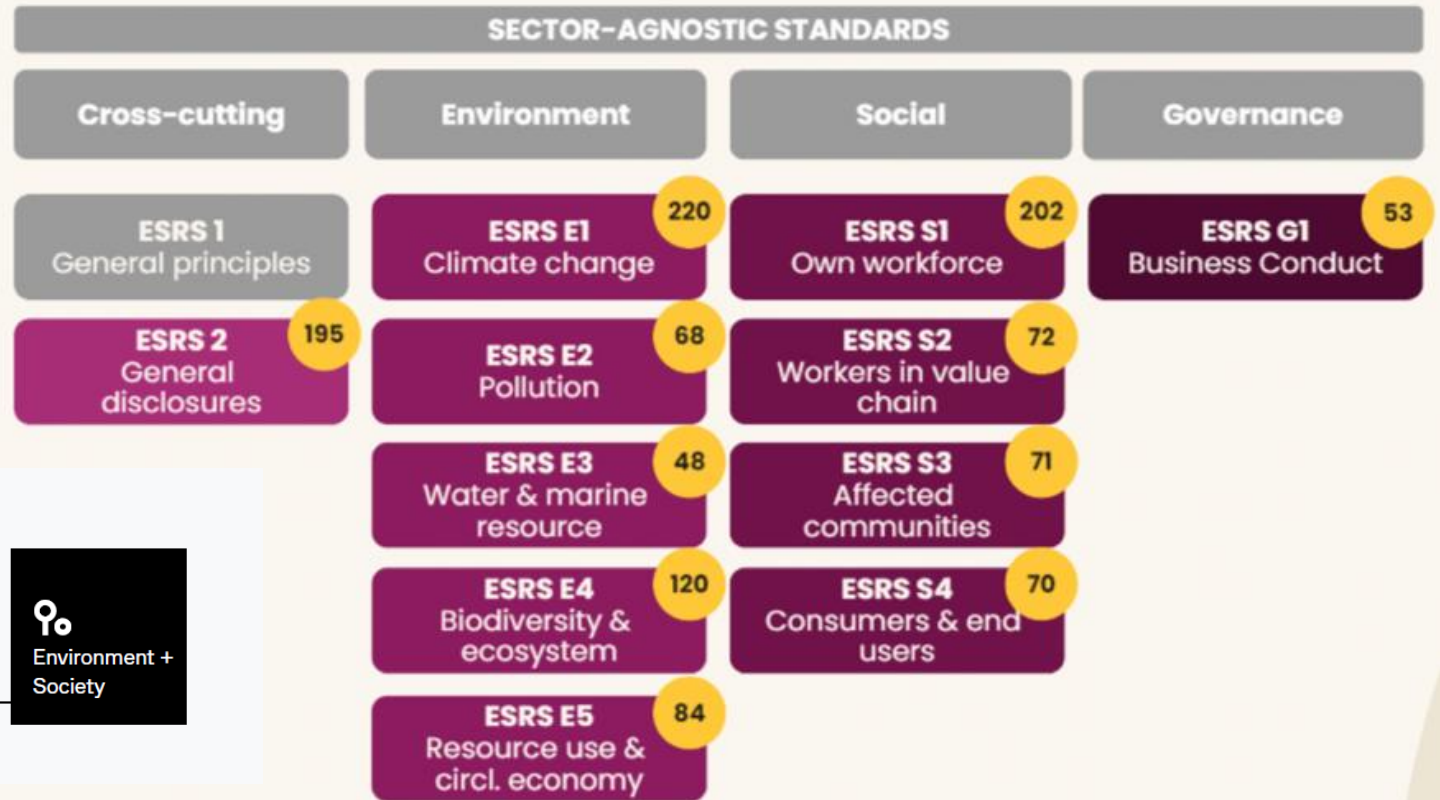 SECTOR-AGNOSTIC STANDARDS
Cross-cutting
Environment
Social
Governance
ESRS 1
General principles
ESRS 2
General
disclosures
195
ESRS E1
Climate change
220
ESRS E2
Pollution
68
ESRS E3
Water & marine
resource
48
ESRS E4
Biodiversity &
ecosystem
120
ESRS E5
Resource use &
circl. economy
84
ESRS S1
Own workforce
202
ESRS S2
Workers in value
chain
72
ESRS S3
Affected
communities
71
ESRS S4
Consumers & end
users
70
ESRS G1
Business Conduct
53
Environment +
Society